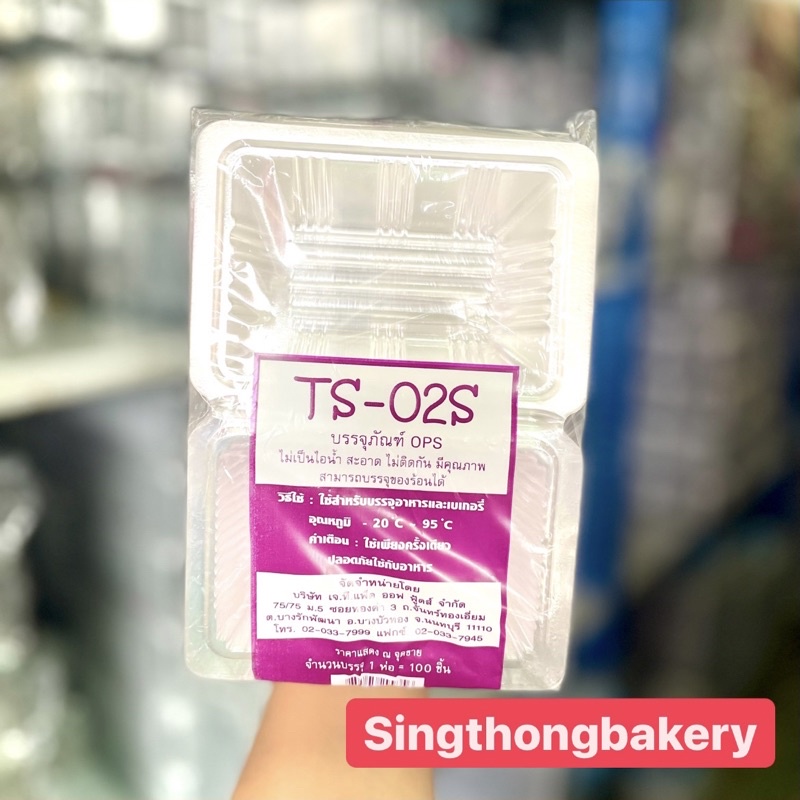 TS-02S
บรรจุภัณฑ์ OPS
ไม่เป็นไอน้ำ สะอาด ไม่ติดกัน มีคุณภาพ
สามารถบรรจุของร้อนได้
วิธีใช้ : ใช้สำหรับบรรจุอาหารและเบเกอรี่
อุณหภูมิ - 20 ํC - 95 ํC
คำเตือน : ใช้เพียงครั้งเดียว
ปลอดภัยใช้กับอาหาร
จัดจำหน่ายโดย
บริษัท เจ.ที.แพ็ค ออฟ ฟู้ดส์ จำกัด
75/75 ม.5 ซอยทองคำ 3 ถ.จันทร์ทองเอี่ยม
ต.บางรักพัฒนา อ.บางบัวทอง จ.นนทบุรี 11110
โทร. 02-033-7999 แฟกซ์. 02-033-7945
ราคาแสดง ณ จุดขาย
จำนวนบรรจุ 1 ห่อ = 100 ชิ้น
Singthongbakery